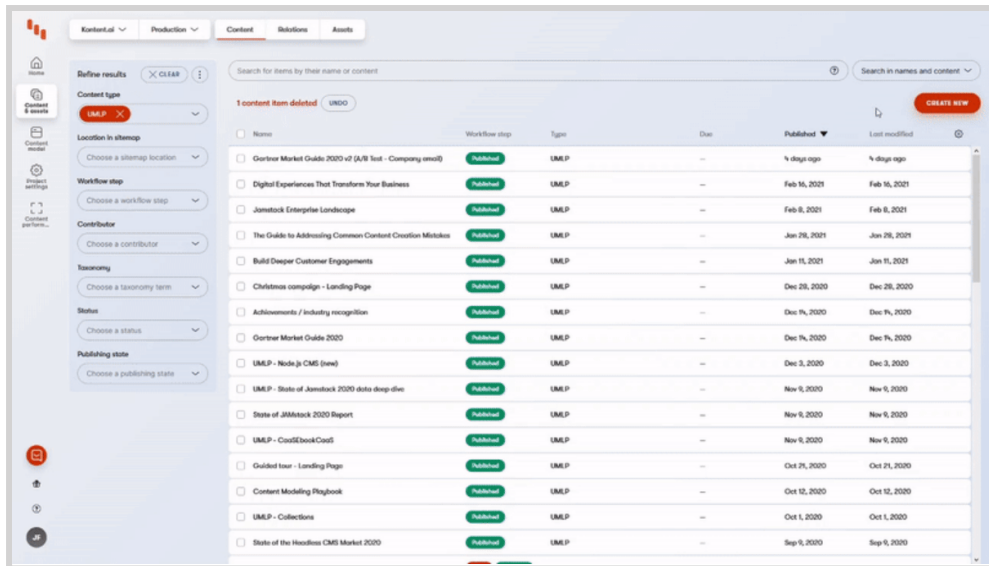 Kontent.ai Production Content Relations Assets
Home
Content & assets
Content model
Project settings
Content perform...
JF
Refine results CLEAR
Content type
UMLP
Location in sitemap
Choose a sitemap location
Workflow step
Choose a workflow step
Contributor
Choose a contributor
Taxonomy
Choose a taxonomy term
Status
Choose a status
Publishing state
Choose a publishing state
Search for items by their name or content Search in names and content
1 content item deleted UNDO CREATE NEW
Name Workflow step Type Due Published Last modified
Gartner Market Guide 2020 v2 (A/B Test - Company email) Published UMLP – 4 days ago 4 days ago
Digital Experiences That Transform Your Business Published UMLP – Feb 16, 2021 Feb 16, 2021
Jamstack Enterprise Landscape Published UMLP – Feb 8, 2021 Feb 8, 2021
The Guide to Addressing Common Content Creation Mistakes Published UMLP – Jan 28, 2021 Jan 28, 2021
Build Deeper Customer Engagements Published UMLP – Jan 11, 2021 Jan 11, 2021
Christmas campaign - Landing Page Published UMLP – Dec 28, 2020 Dec 28, 2020
Achievements / industry recognition Published UMLP – Dec 14, 2020 Dec 14, 2020
Gartner Market Guide 2020 Published UMLP – Dec 14, 2020 Dec 14, 2020
UMLP - Node.js CMS (new) Published UMLP – Dec 3, 2020 Dec 3, 2020
UMLP - State of Jamstack 2020 data deep dive Published UMLP – Nov 9, 2020 Nov 9, 2020
State of JAMstack 2020 Report Published UMLP – Nov 9, 2020 Nov 9, 2020
UMLP - CaaSEbookCaaS Published UMLP – Nov 9, 2020 Nov 9, 2020
Guided tour - Landing Page Published UMLP – Oct 21, 2020 Oct 21, 2020
Content Modeling Playbook Published UMLP – Oct 12, 2020 Oct 12, 2020
UMLP - Collections Published UMLP – Oct 1, 2020 Oct 1, 2020
State of the Headless CMS Market 2020 Published UMLP – Sep 9, 2020 Sep 9, 2020